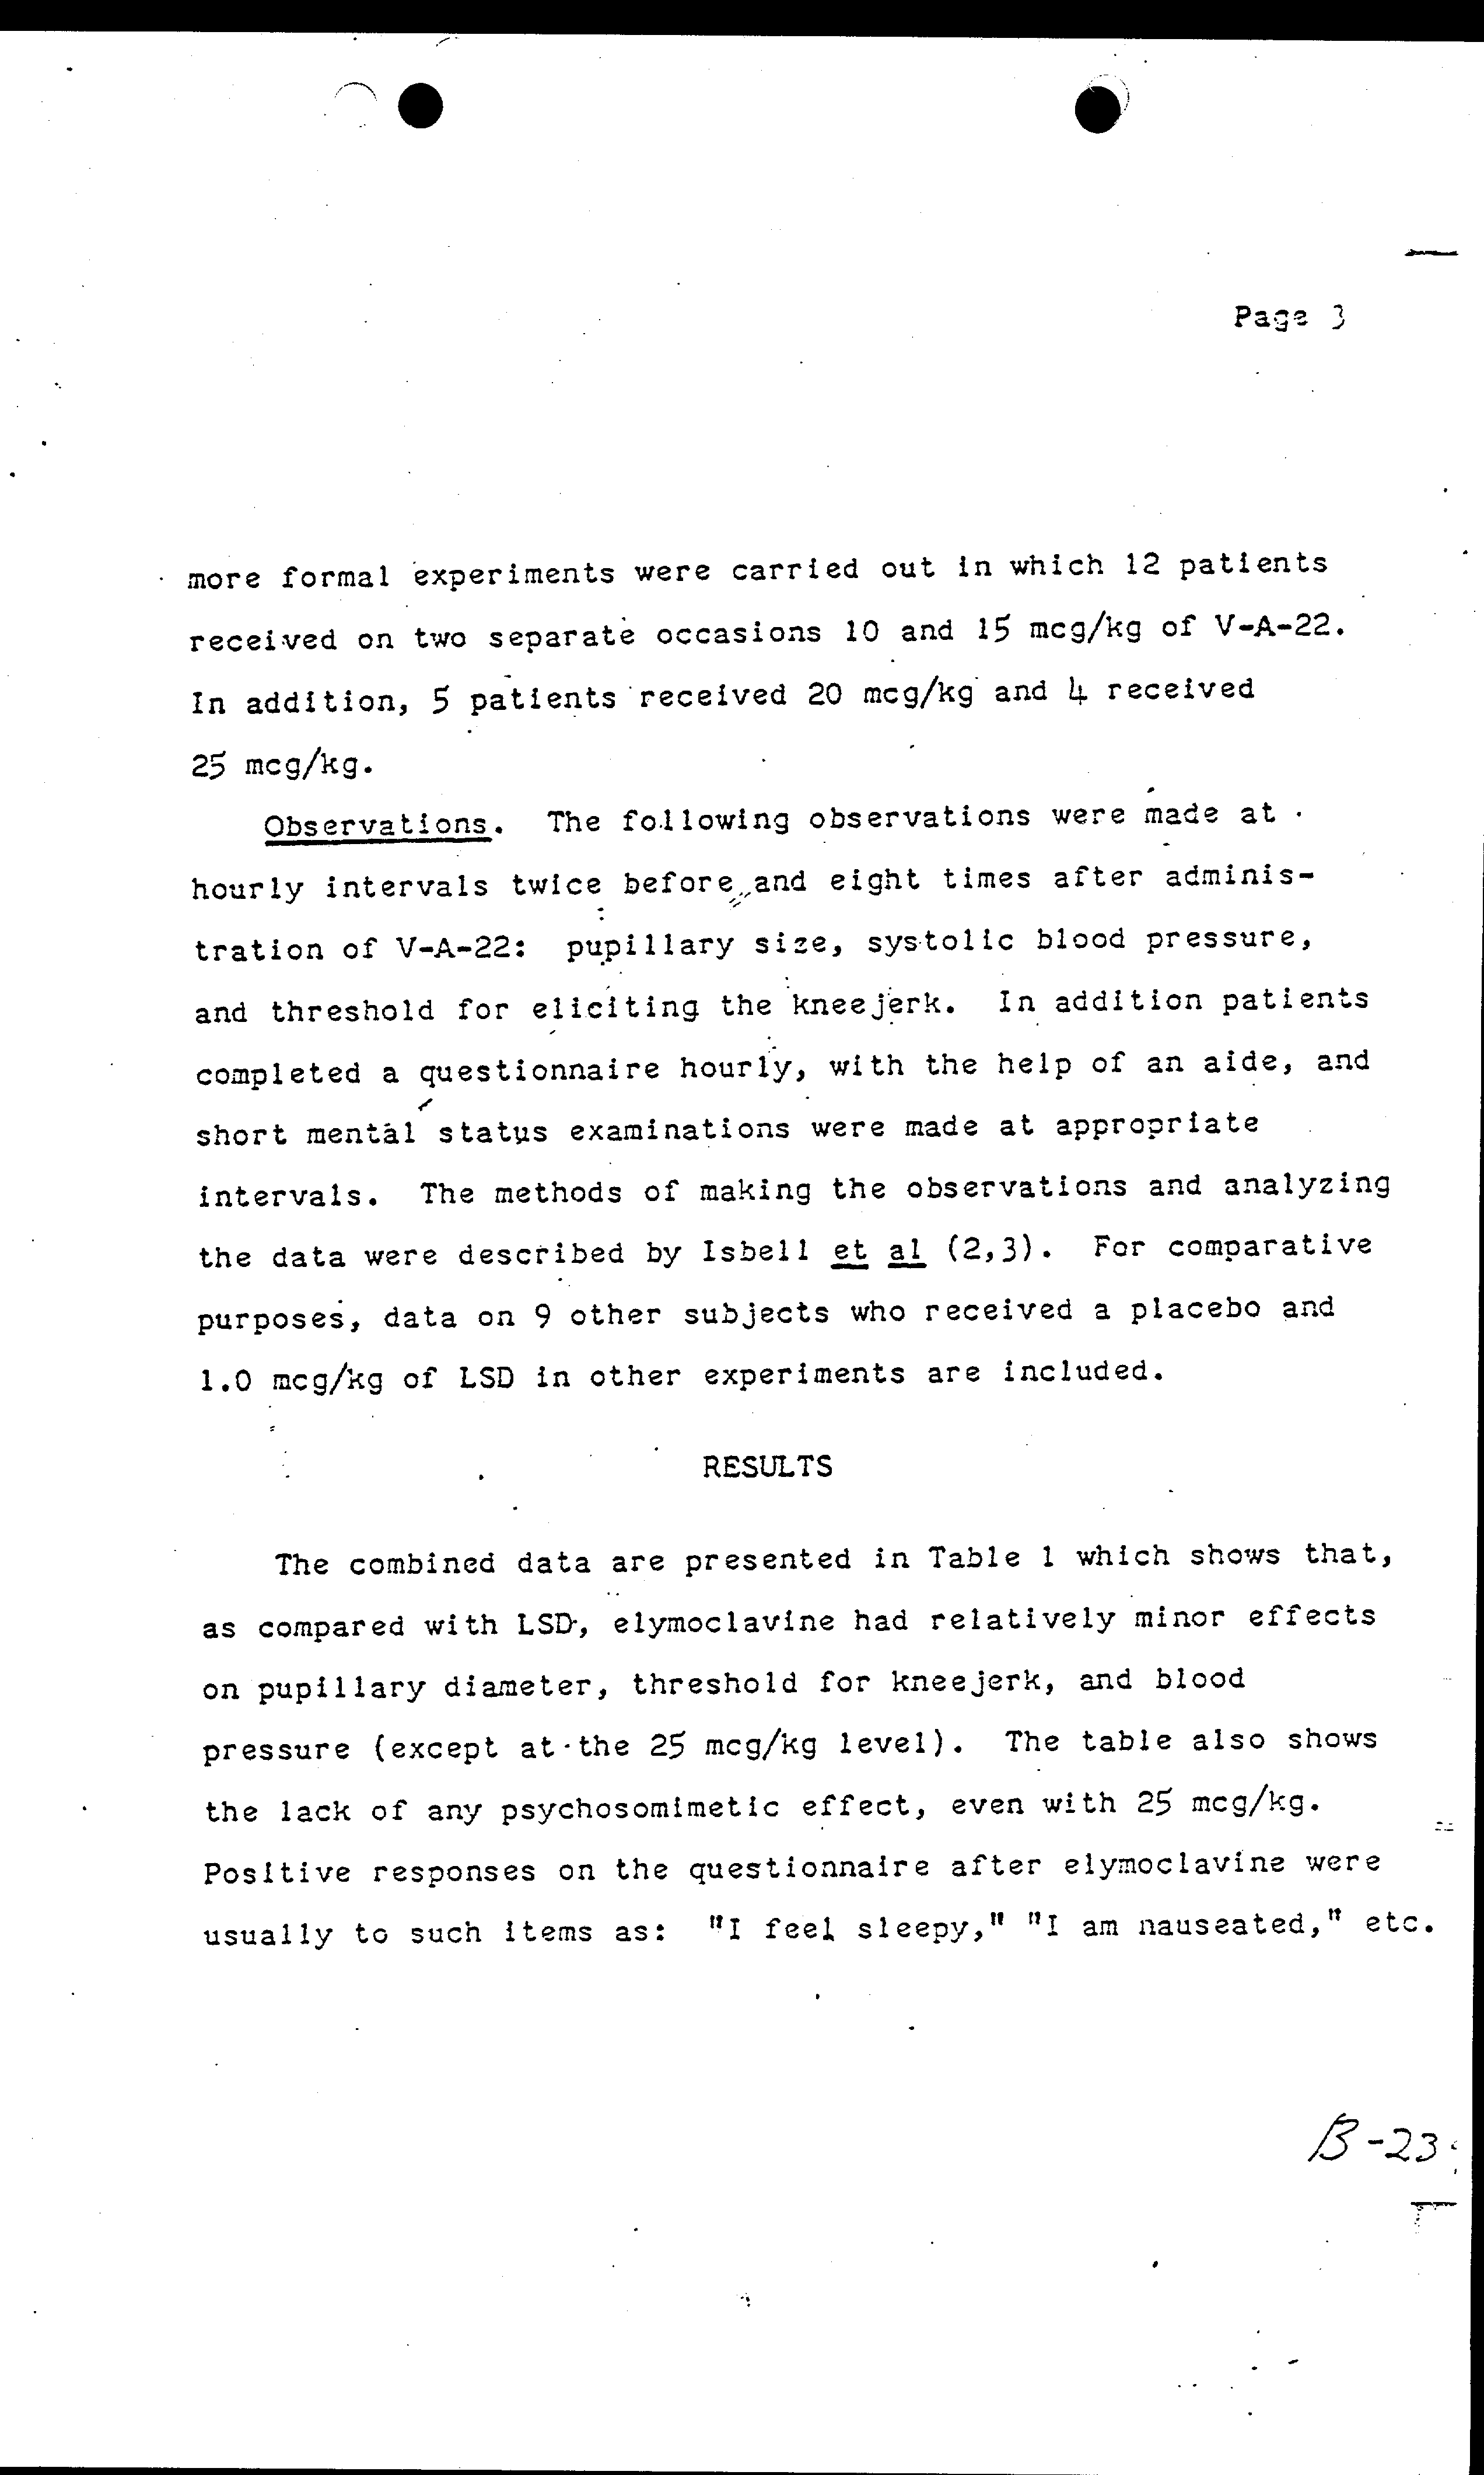 Page 3
more formal experiments were carried out in which 12 patients
received on two separate occasions 10 and 15 mcg/kg of V-A-22.
In addition, 5 patients received 20 mcg/kg and 4 received
25 mcg/kg.
Observations. The following observations were made at
hourly intervals twice before and eight times after adminis-
tration of V-A-22: pupillary size, systolic blood pressure,
and threshold for eliciting the kneejerk. In addition patients
completed a questionnaire hourly, with the help of an aide, and
short mental status examinations were made at appropriate
intervals. The methods of making the observations and analyzing
the data were described by Isbell et al (2,3). For comparative
purposes, data on 9 other subjects who received a placebo and
1.0 mcg/kg of LSD in other experiments are included.
RESULTS
The combined data are presented in Table 1 which shows that,
as compared with LSD, elymoclavine had relatively minor effects
on pupillary diameter, threshold for kneejerk, and blood
pressure (except at the 25 mcg/kg level). The table also shows
the lack of any psychosomimetic effect, even with 25 mcg/kg.
Positive responses on the questionnaire after elymoclavine were
usually to such items as: "I feel sleepy," "I am nauseated," etc.
B-23